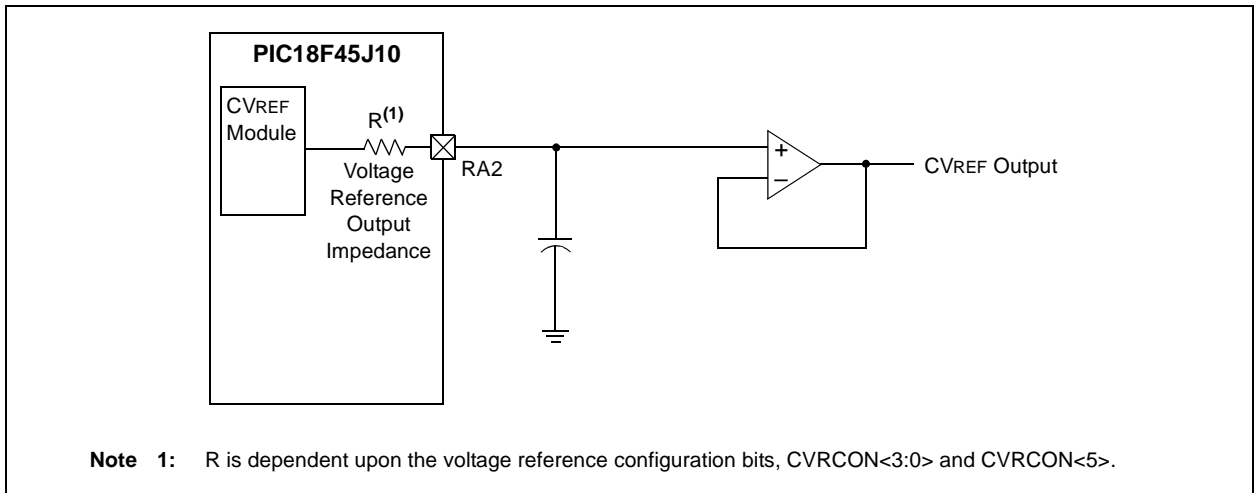 PIC18F45J10
CVREF
Module
R(1)
Voltage
Reference
Output
Impedance
RA2
+
–
CVREF Output
Note 1: R is dependent upon the voltage reference configuration bits, CVRCON<3:0> and CVRCON<5>.